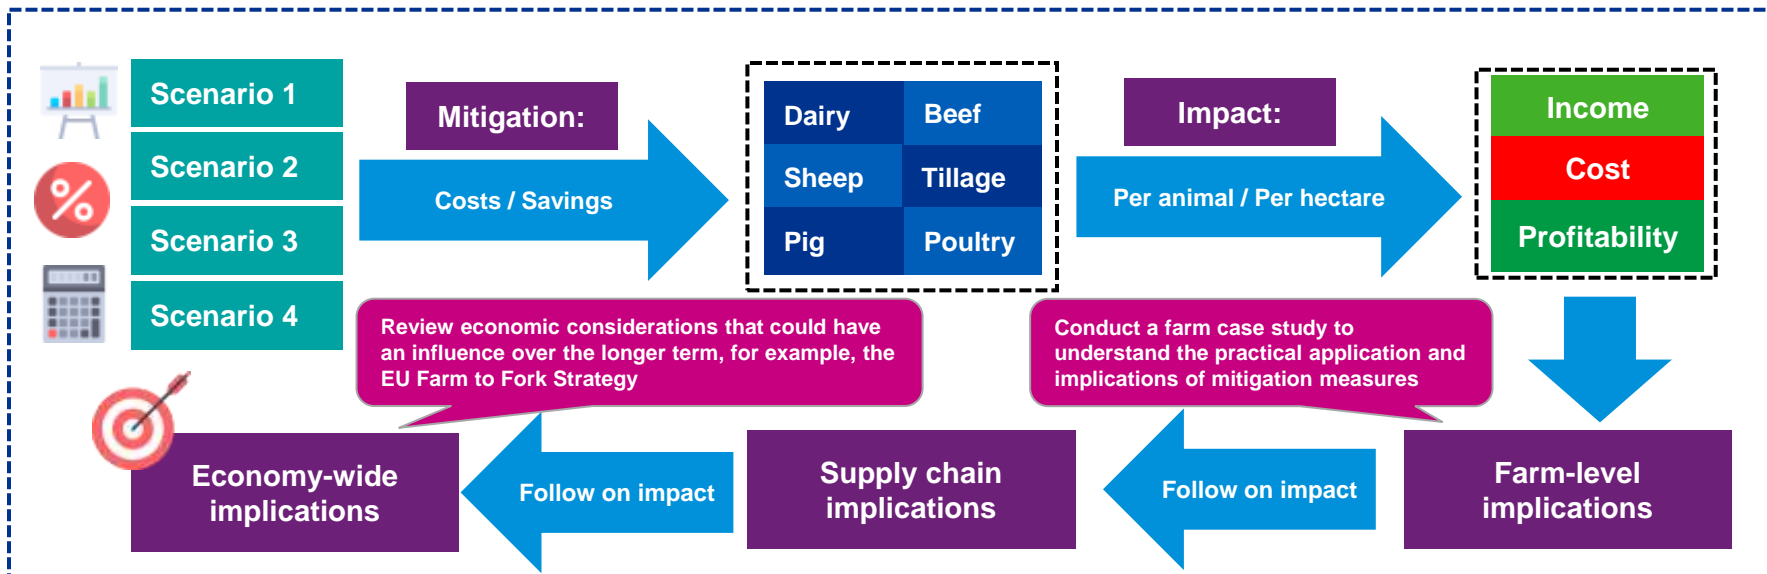 Scenario 1
Scenario 2
Scenario 3
Scenario 4
Mitigation:
Costs / Savings
Dairy
Beef
Sheep
Tillage
Pig
Poultry
Impact:
Per animal / Per hectare
Income
Cost
Profitability
Review economic considerations that could have
an influence over the longer term, for example, the
EU Farm to Fork Strategy
Conduct a farm case study to
understand the practical application and
implications of mitigation measures
Economy-wide
implications
Follow on impact
Supply chain
implications
Follow on impact
Farm-level
implications